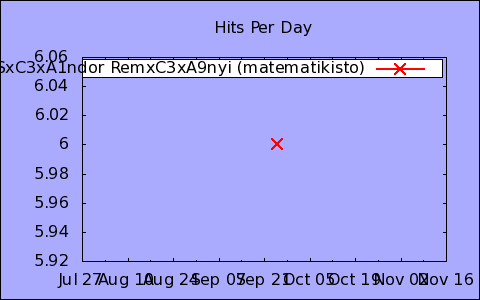 Hits Per Day
6.06
SxC3xA1ndor RemxC3xA9nyi (matematikisto)
6.04
6.02
6
5.98
5.96
5.94
5.92
Jul 27 Aug 10 Aug 24 Sep 07 Sep 21 Oct 05 Oct 19 Nov 02 Nov 16